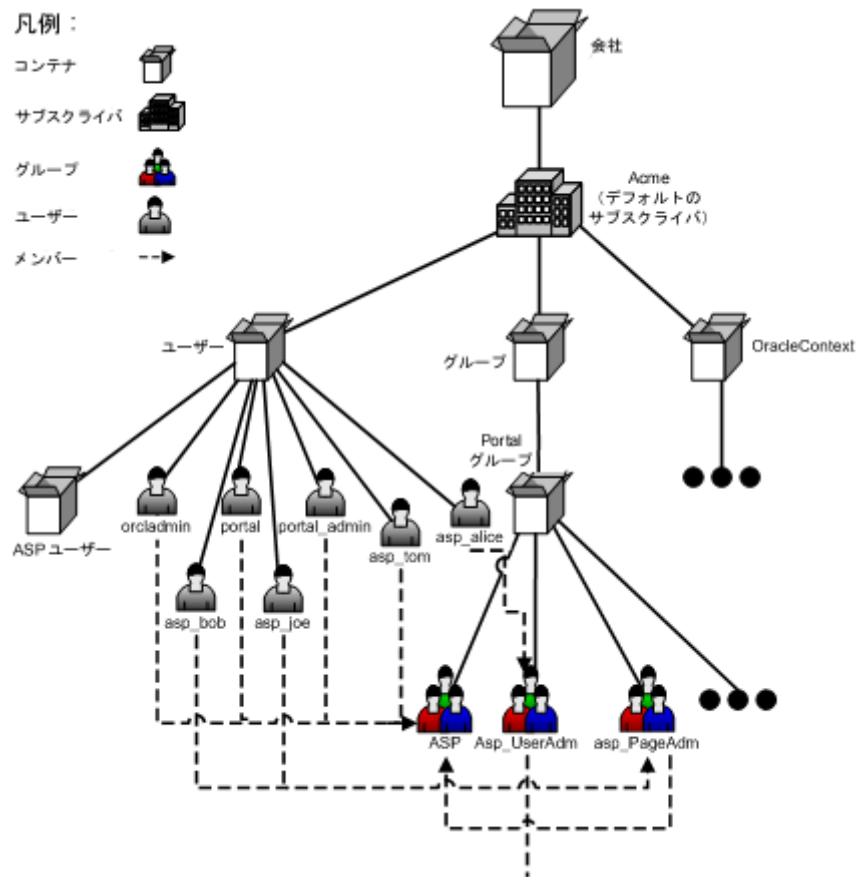 凡例：
コンテナ
サブスクライバ
グループ
ユーザー
メンバー
会社
Acme
（デフォルトの
サブスクライバ）
ユーザー
グループ
OracleContext
Portal
グループ
ASP ユーザー
orcladmin
portal
portal_admin
asp_tom
asp_alice
asp_bob
asp_joe
ASP
Asp_UserAdm
asp_PageAdm